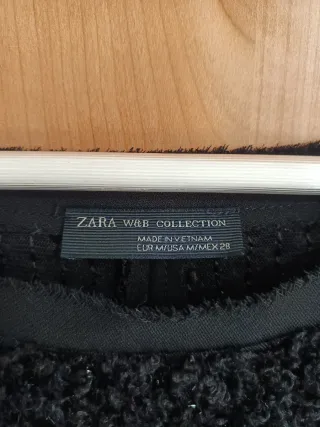 ZARA W&B COLLECTION
MADE IN VIETNAM
EUR M/USA M/MEX 28